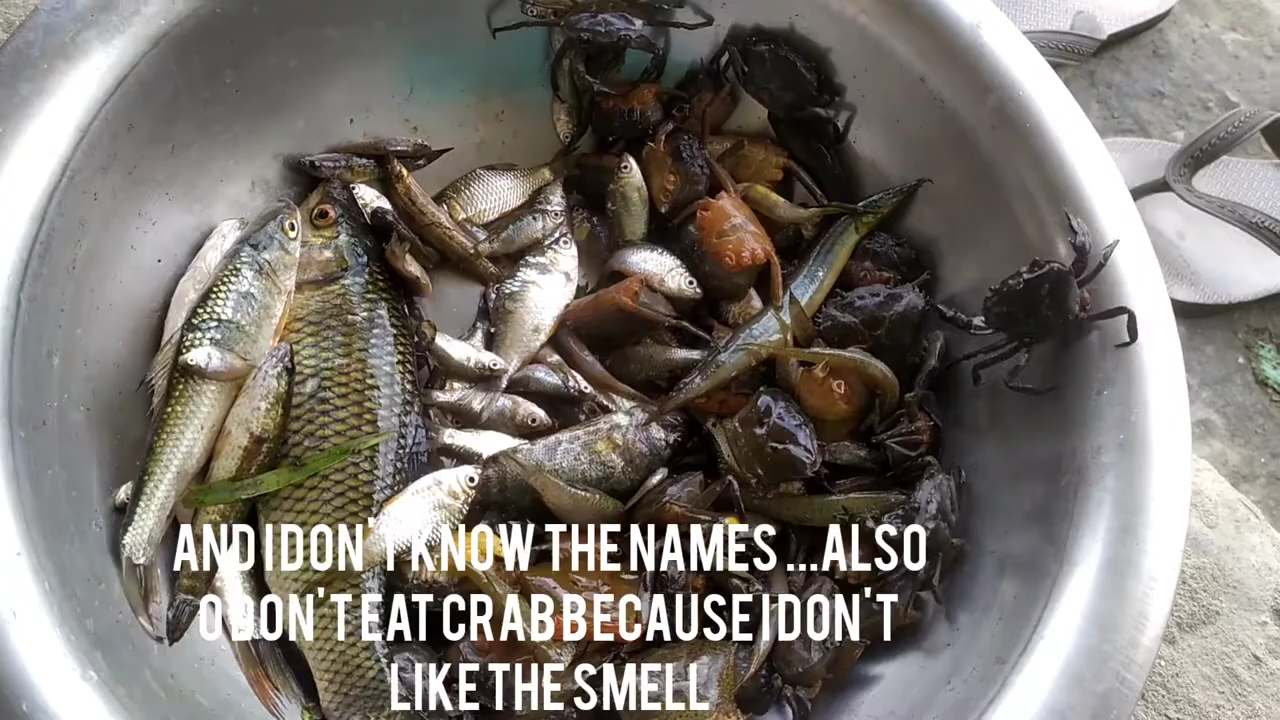 AND I DON'T KNOW THE NAMES ...ALSO
O DON'T EAT CRAB BECAUSE I DON'T
LIKE THE SMELL